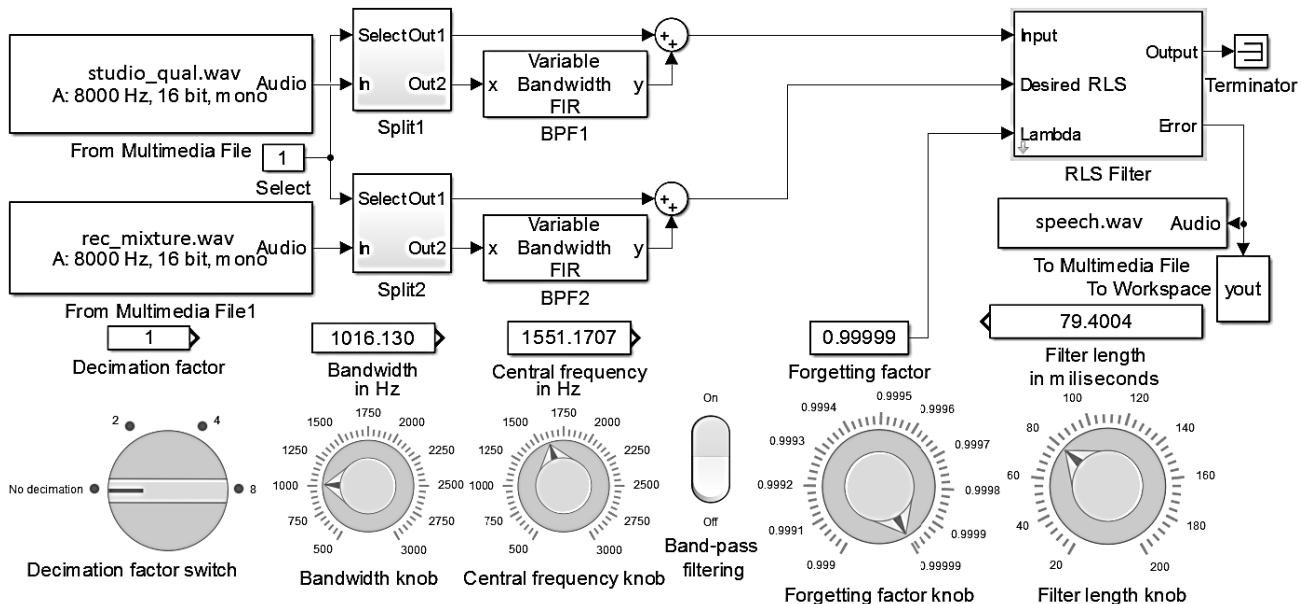 studio_qual.wav
A: 8000 Hz, 16 bit, mono
Audio
From Multimedia File
1
Select
Select Out1
In Out2
Split1
Variable
Bandwidth
FIR
x y
BPF1
+
+
Input
Desired RLS
Lambda
Output
Error
RLS Filter
Terminator
rec_mixture.wav
A: 8000 Hz, 16 bit, mono
Audio
From Multimedia File1
Select Out1
In Out2
Split2
Variable
Bandwidth
FIR
x y
BPF2
+
+
speech.wav
Audio
To Multimedia File
To Workspace
yout
1
Decimation factor
1016.130
Bandwidth
in Hz
1551.1707
Central frequency
in Hz
0.99999
Forgetting factor
79.4004
Filter length
in miliseconds
No decimation
2
4
8
Decimation factor switch
500
750
1000
1250
1500
1750
2000
2250
2500
2750
3000
Bandwidth knob
500
750
1000
1250
1500
1750
2000
2250
2500
2750
3000
Central frequency knob
On
Off
Band-pass
filtering
0.999
0.9991
0.9992
0.9993
0.9994
0.9995
0.9996
0.9997
0.9998
0.9999
0.99999
Forgetting factor knob
20
40
60
80
100
120
140
160
180
200
Filter length knob